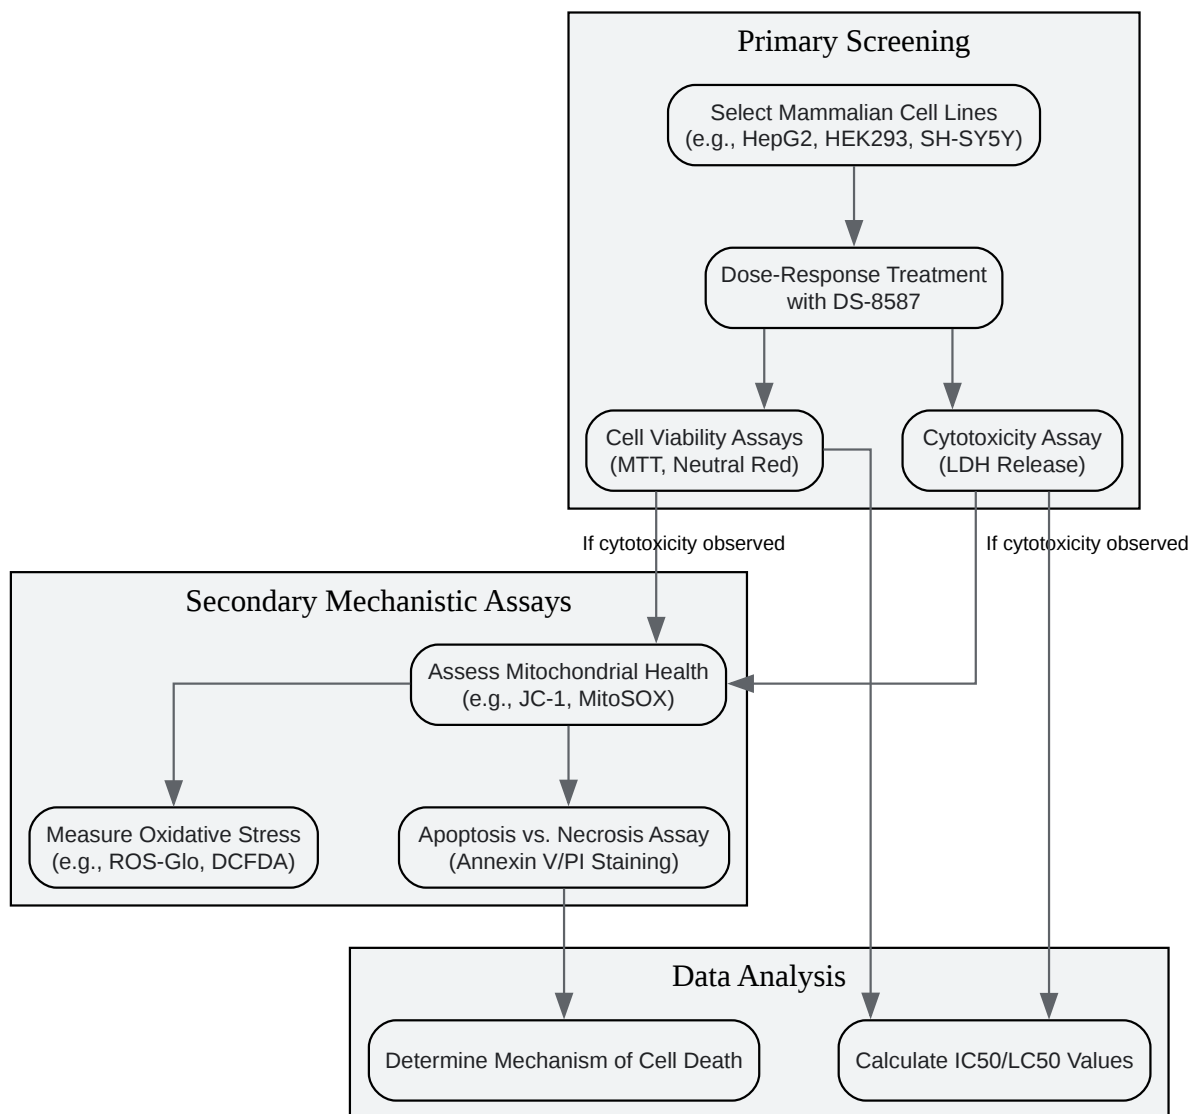 Primary Screening
Select Mammalian Cell Lines
(e.g., HepG2, HEK293, SH-SY5Y)
Dose-Response Treatment
with DS-8587
Cell Viability Assays
(MTT, Neutral Red)
Cytotoxicity Assay
(LDH Release)
If cytotoxicity observed
If cytotoxicity observed
Secondary Mechanistic Assays
Assess Mitochondrial Health
(e.g., JC-1, MitoSOX)
Measure Oxidative Stress
(e.g., ROS-Glo, DCFDA)
Apoptosis vs. Necrosis Assay
(Annexin V/PI Staining)
Data Analysis
Determine Mechanism of Cell Death
Calculate IC50/LC50 Values